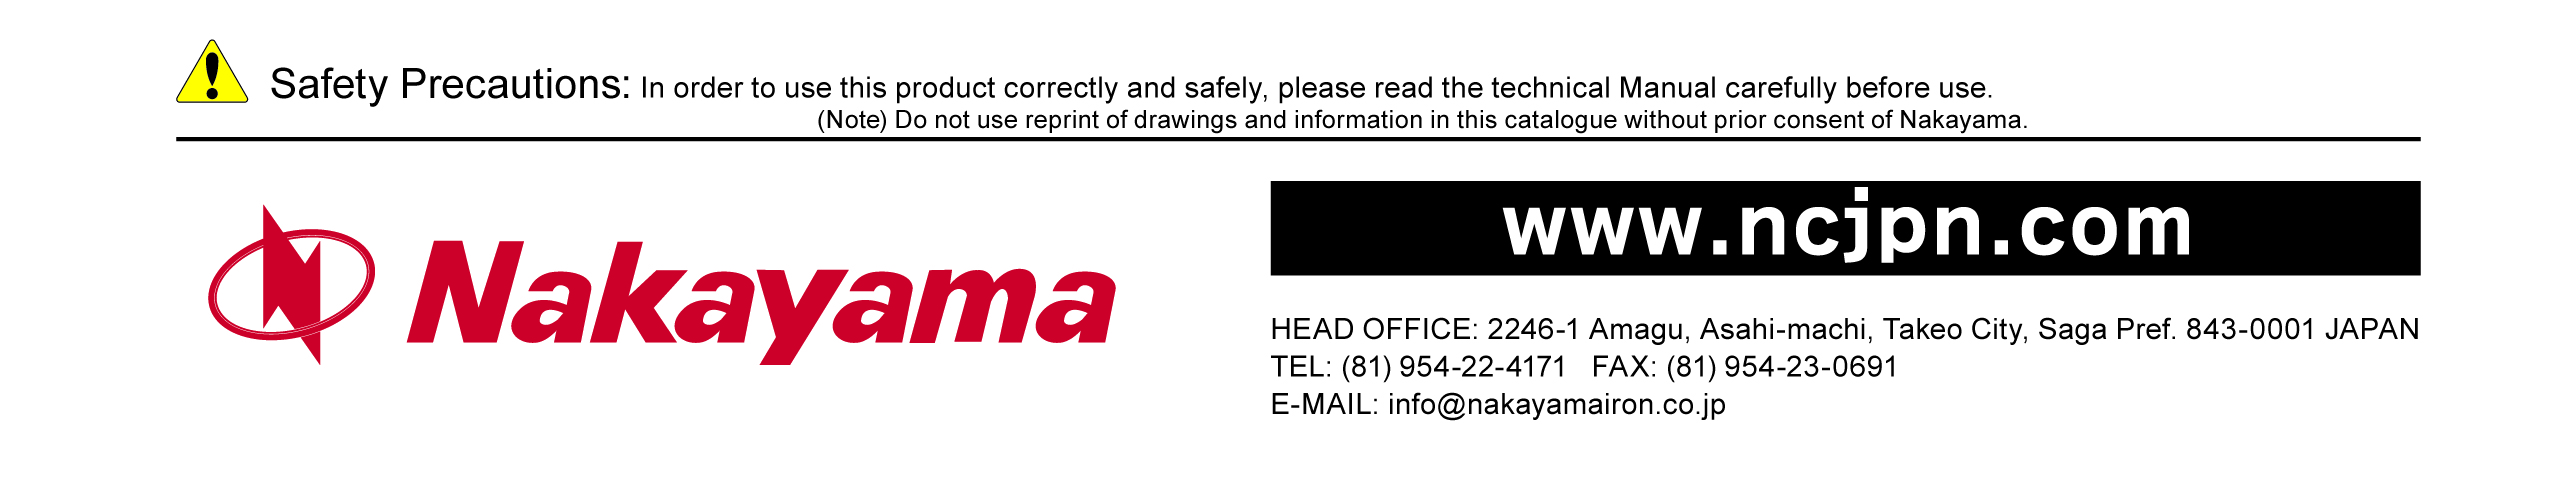 Safety Precautions: In order to use this product correctly and safely, please read the technical Manual carefully before use.
(Note) Do not use reprint of drawings and information in this catalogue without prior consent of Nakayama.
Nakayama
www.ncjpn.com
HEAD OFFICE: 2246-1 Amagu, Asahi-machi, Takeo City, Saga Pref. 843-0001 JAPAN
TEL: (81) 954-22-4171 FAX: (81) 954-23-0691
E-MAIL: info@nakayamairon.co.jp